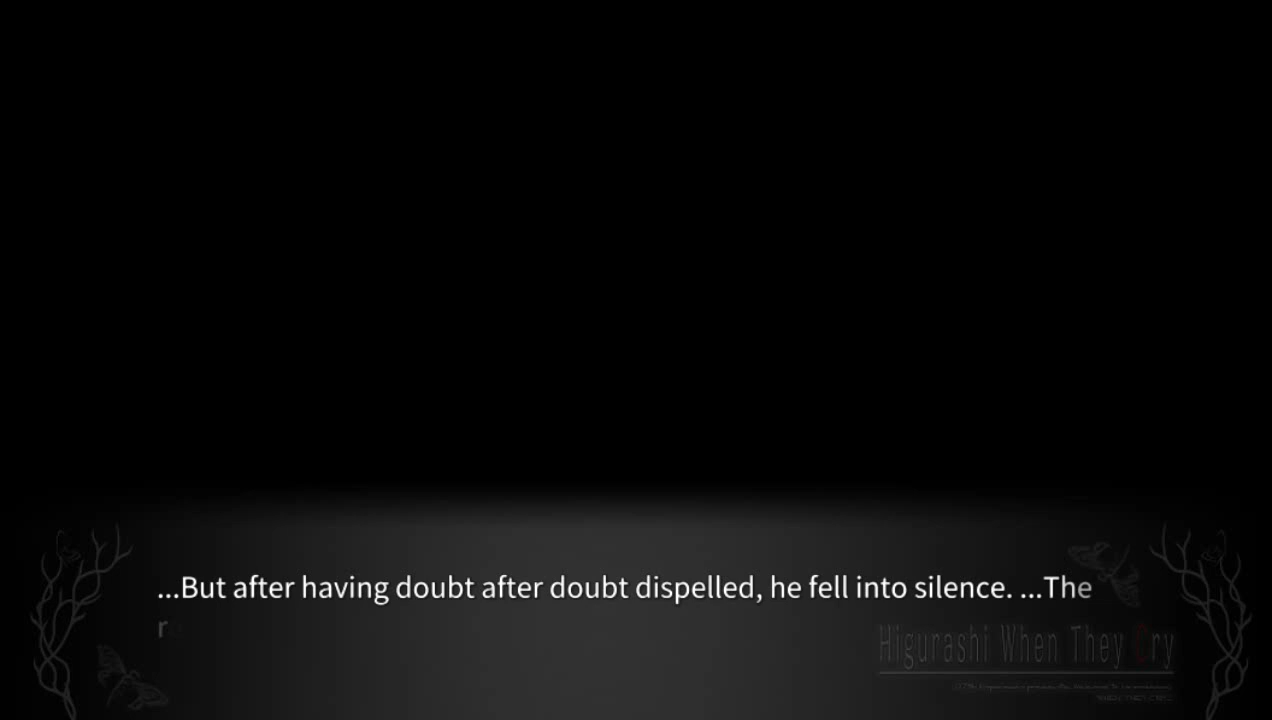 ...But after having doubt after doubt dispelled, he fell into silence. ...The
r
Higurashi When They Cry